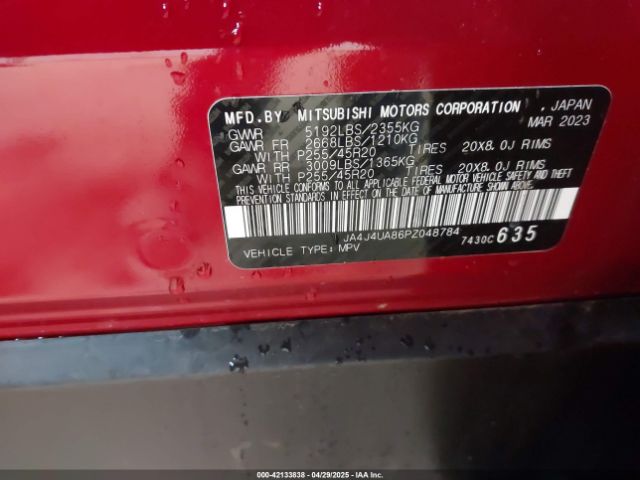 MFD.BY MITSUBISHI MOTORS CORPORATION , JAPAN
MAR 2023
GVWR 5192LBS/2355KG
GAWR FR 2668LBS/1210KG
WITH P255/45R20 TIRES 20X8.0J RIMS
GAWR RR 3009LBS/1365KG
WITH P255/45R20 TIRES 20X8.0J RIMS
THIS VEHICLE CONFORMS TO ALL APPLICABLE FEDERAL MOTOR VEHICLE SAFETY AND THEFT
PREVENTION STANDARDS IN EFFECT ON THE DATE OF MANUFACTURE SHOWN ABOVE.
JA4J4UA86PZ048784
VEHICLE TYPE: MPV 7430C 635
000-42133838 04/29/2025 IAA Inc.